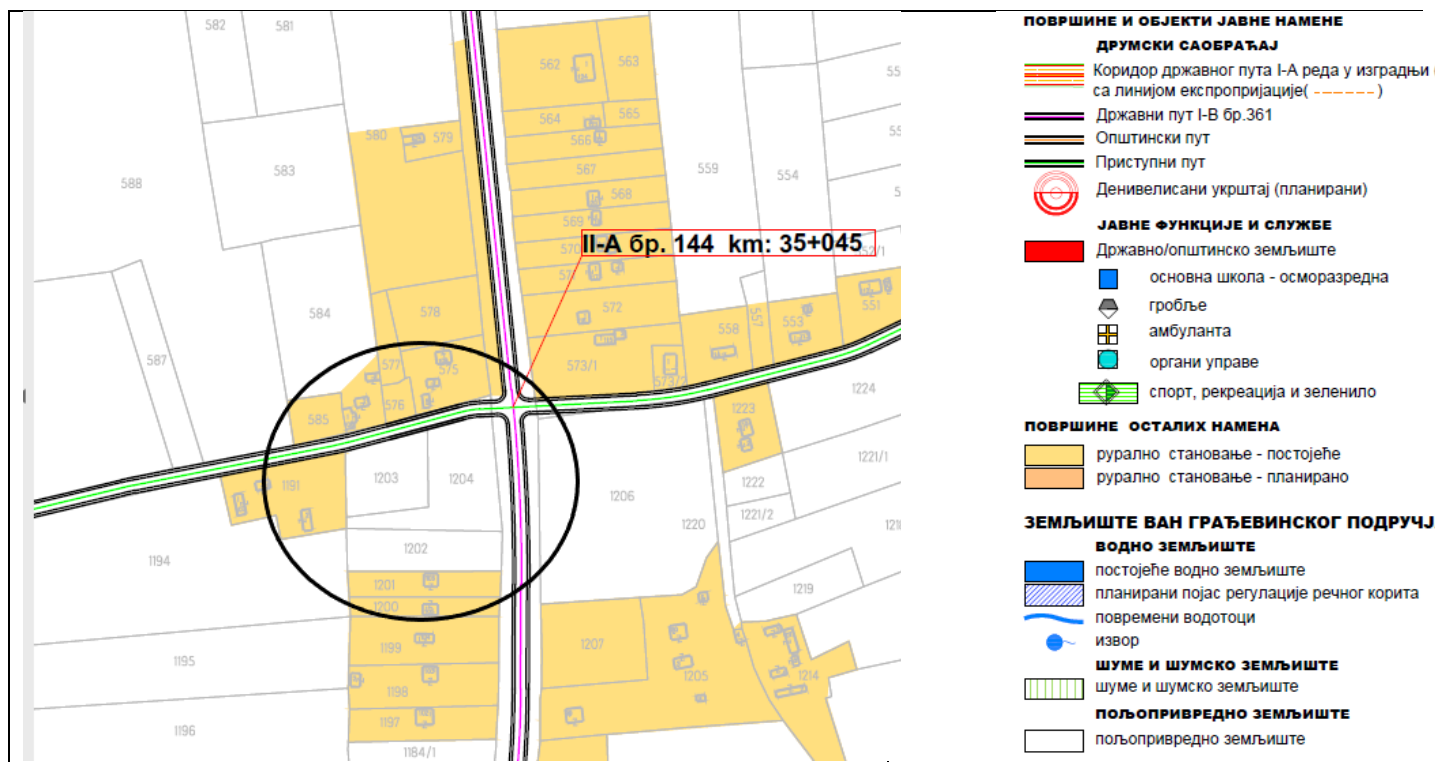 582
581
562
563
55
564
565
566
580
579
55
583
567
559
554
588
568
5
569
II-А бр. 144 km: 35+045
570
552/1
571
584
578
572
557
553
551
558
587
577
575
573/1
573/2
1224
585
576
1223
1203
1204
1221/1
1191
1222
1206
1221/2
1220
121
1202
1194
1201
1219
1200
1199
1207
1195
1205
1214
1198
1197
1196
1184/1
ПОВРШИНЕ И ОБЈЕКТИ ЈАВНЕ НАМЕНЕ
ДРУМСКИ САОБРАЋАЈ
Коридор државног пута I-А реда у изградњи (
са линијом експропријације( ------ )
Државни пут I-В бр.361
Општински пут
Приступни пут
Денивелисани укрштај (планирани)
ЈАВНЕ ФУНКЦИЈЕ И СЛУЖБЕ
Државно/општинско земљиште
основна школа - осморазредна
гробље
амбуланта
органи управе
спорт, рекреација и зеленило
ПОВРШИНЕ ОСТАЛИХ НАМЕНА
рурално становање - постојеће
рурално становање - планирано
ЗЕМЉИШТЕ ВАН ГРАЂЕВИНСКОГ ПОДРУЧЈ
ВОДНО ЗЕМЉИШТЕ
постојеће водно земљиште
планирани појас регулације речног корита
повремени водотоци
извор
ШУМЕ И ШУМСКО ЗЕМЉИШТЕ
шуме и шумско земљиште
ПОЉОПРИВРЕДНО ЗЕМЉИШТЕ
пољопривредно земљиште